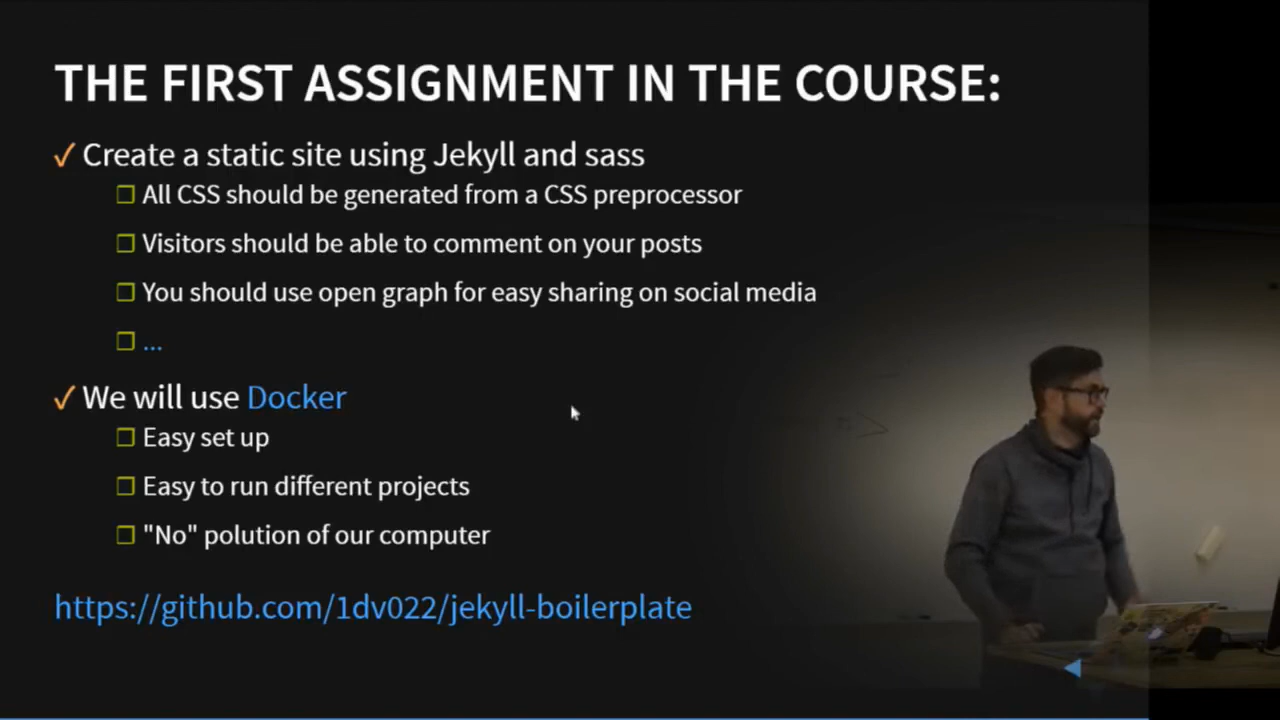 THE FIRST ASSIGNMENT IN THE COURSE:
✓ Create a static site using Jekyll and sass
❐ All CSS should be generated from a CSS preprocessor
❐ Visitors should be able to comment on your posts
❐ You should use open graph for easy sharing on social media
❐ ...
✓ We will use Docker
❐ Easy set up
❐ Easy to run different projects
❐ "No" polution of our computer
https://github.com/1dv022/jekyll-boilerplate